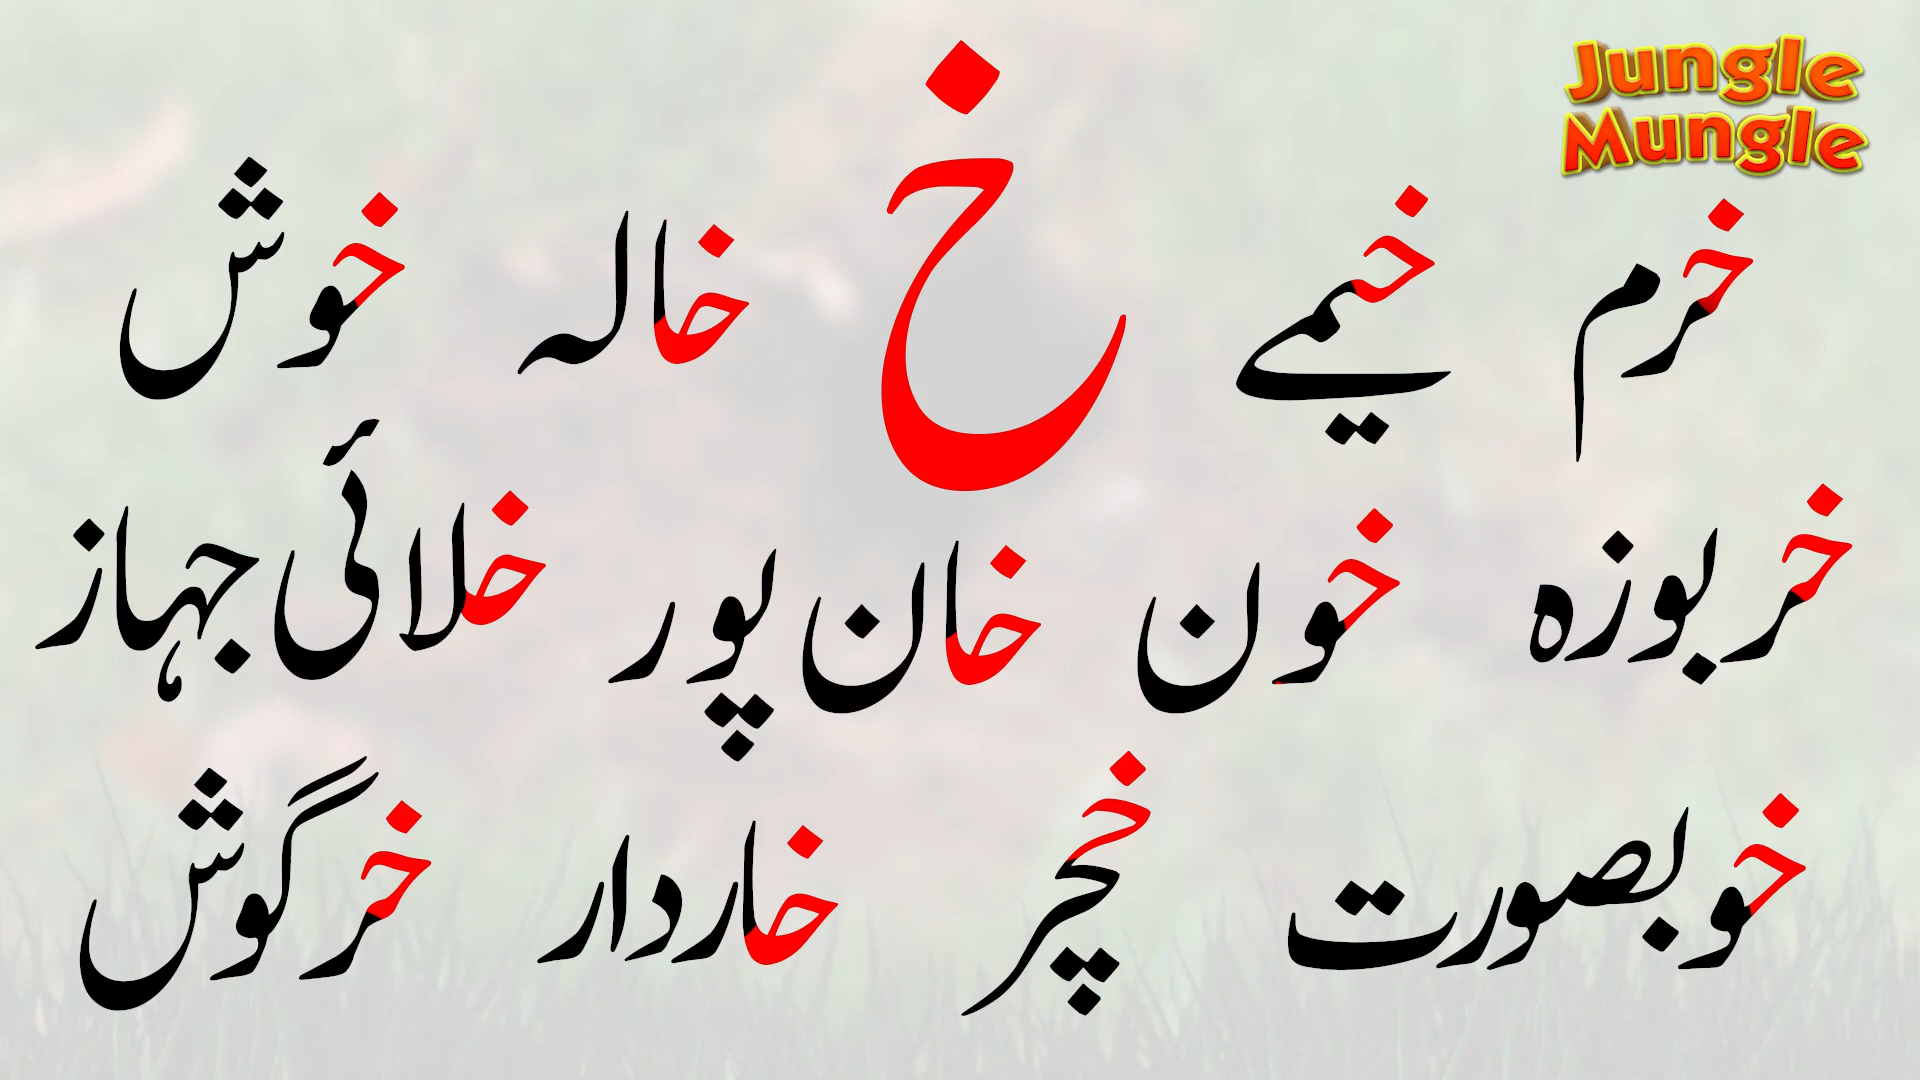 Jungle
Mungle
خ
خرم خیمے خالہ خوش
خربوزہ خون خان پور خلائی جہاز
خوبصورت خچر خاردار خرگوش